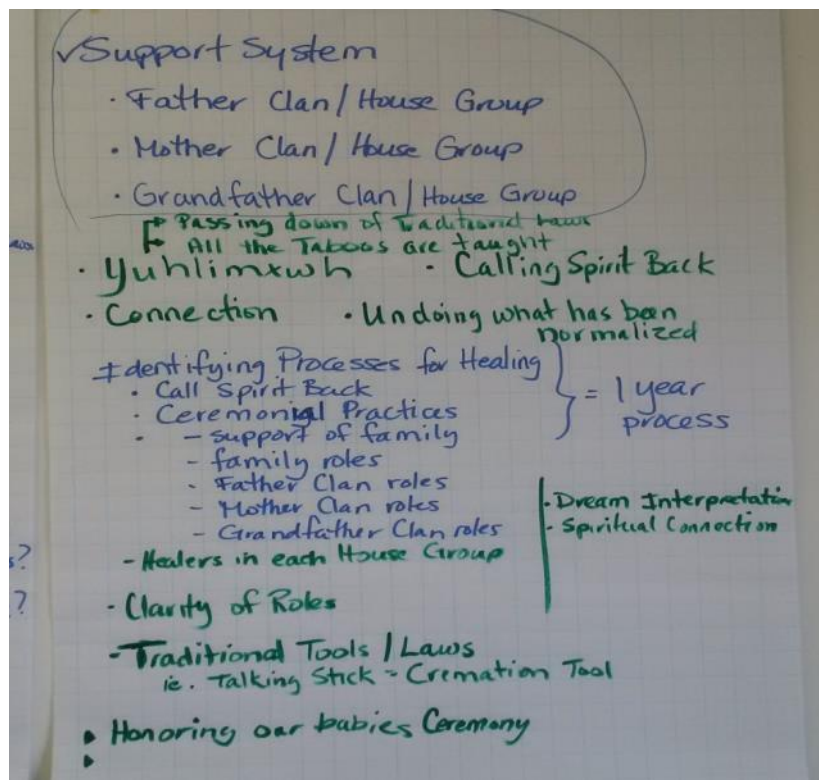 ✓Support System
· Father Clan/House Group
· Mother Clan/House Group
· Grandfather Clan/House Group
Passing down of Traditional Laws
All the Taboos are taught
· Yuhlimxwh · Calling Spirit Back
· Connection · Undoing what has been
normalized
Identifying Processes for Healing
· Call Spirit Back
· Ceremonial Practices
· - support of family
- family roles
- Father Clan roles
- Mother Clan roles
- Grandfather Clan roles
} = 1 year
process
· Dream Interpretation
- Spiritual Connection
- Healers in each House Group
- Clarity of Roles
- Traditional Tools / Laws
ie. Talking Stick - Cremation Tool
▸ Honoring our babies Ceremony
?
?